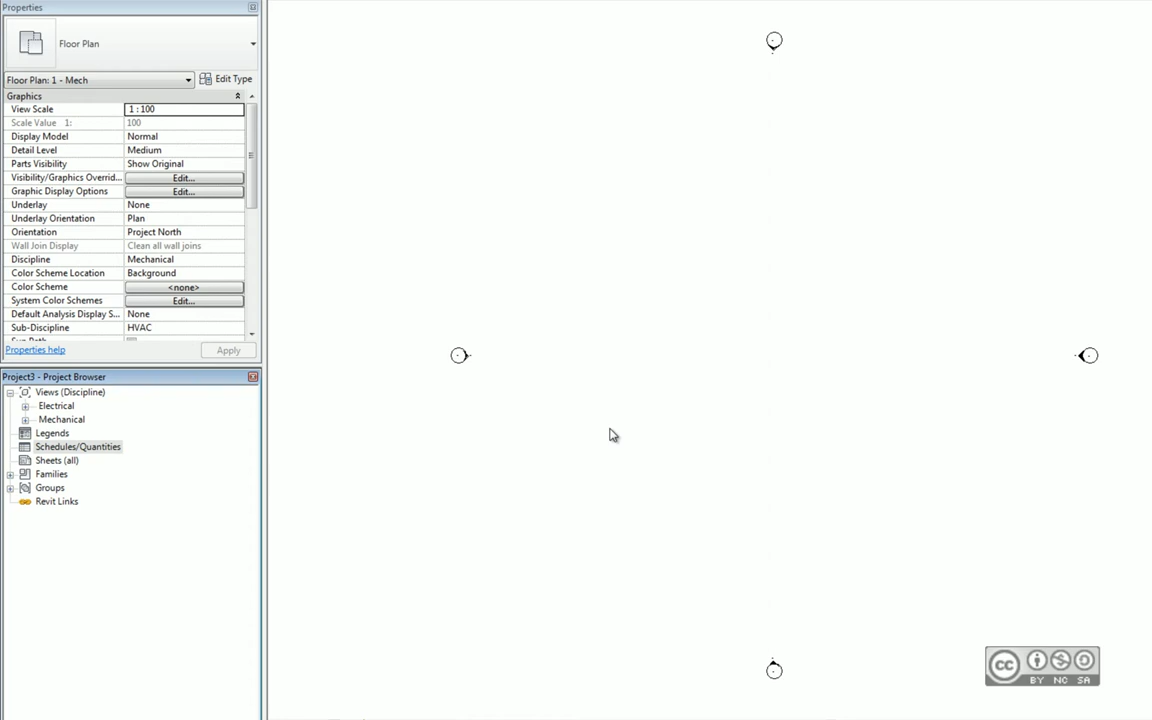 Properties
Floor Plan
Floor Plan: 1 - Mech
Edit Type
Graphics
View Scale 1 : 100
Scale Value 1: 100
Display Model Normal
Detail Level Medium
Parts Visibility Show Original
Visibility/Graphics Overrid... Edit...
Graphic Display Options Edit...
Underlay None
Underlay Orientation Plan
Orientation Project North
Wall Join Display Clean all wall joins
Discipline Mechanical
Color Scheme Location Background
Color Scheme <none>
System Color Schemes Edit...
Default Analysis Display S... None
Sub-Discipline HVAC
Properties help
Apply
Project3 - Project Browser
Views (Discipline)
Electrical
Mechanical
Legends
Schedules/Quantities
Sheets (all)
Families
Groups
Revit Links
cc
BY NC SA